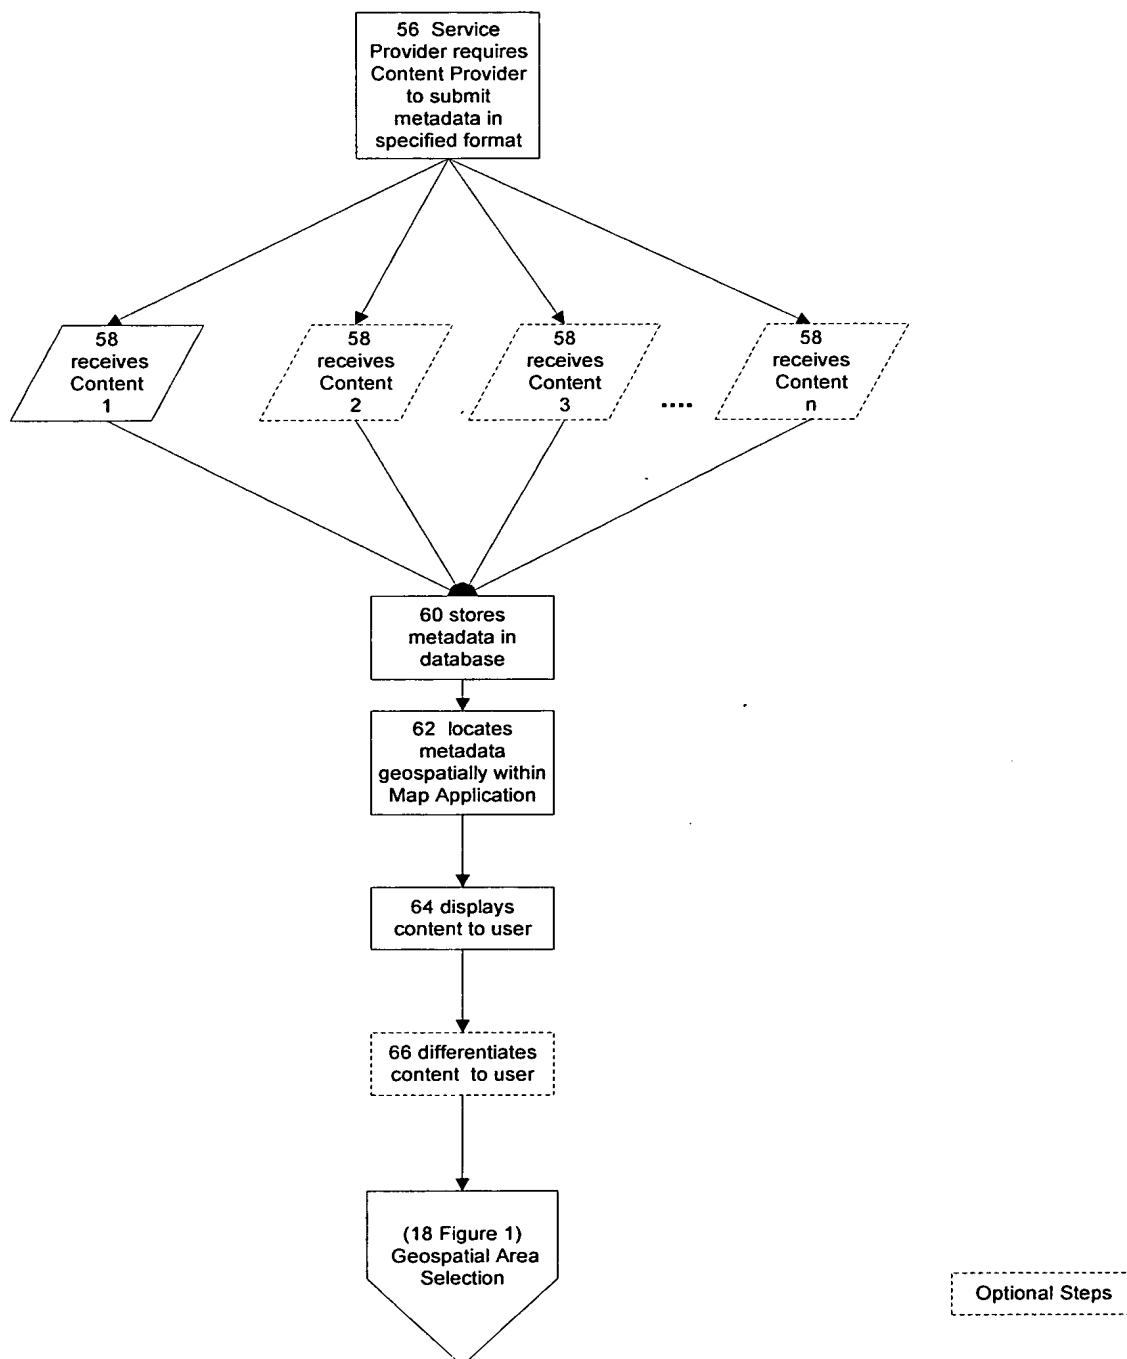 56 Service
Provider requires
Content Provider
to submit
metadata in
specified format
58
receives
Content
1
58
receives
Content
2
58
receives
Content
3
....
58
receives
Content
n
60 stores
metadata in
database
62 locates
metadata
geospatially within
Map Application
64 displays
content to user
66 differentiates
content to user
(18 Figure 1)
Geospatial Area
Selection
Optional Steps